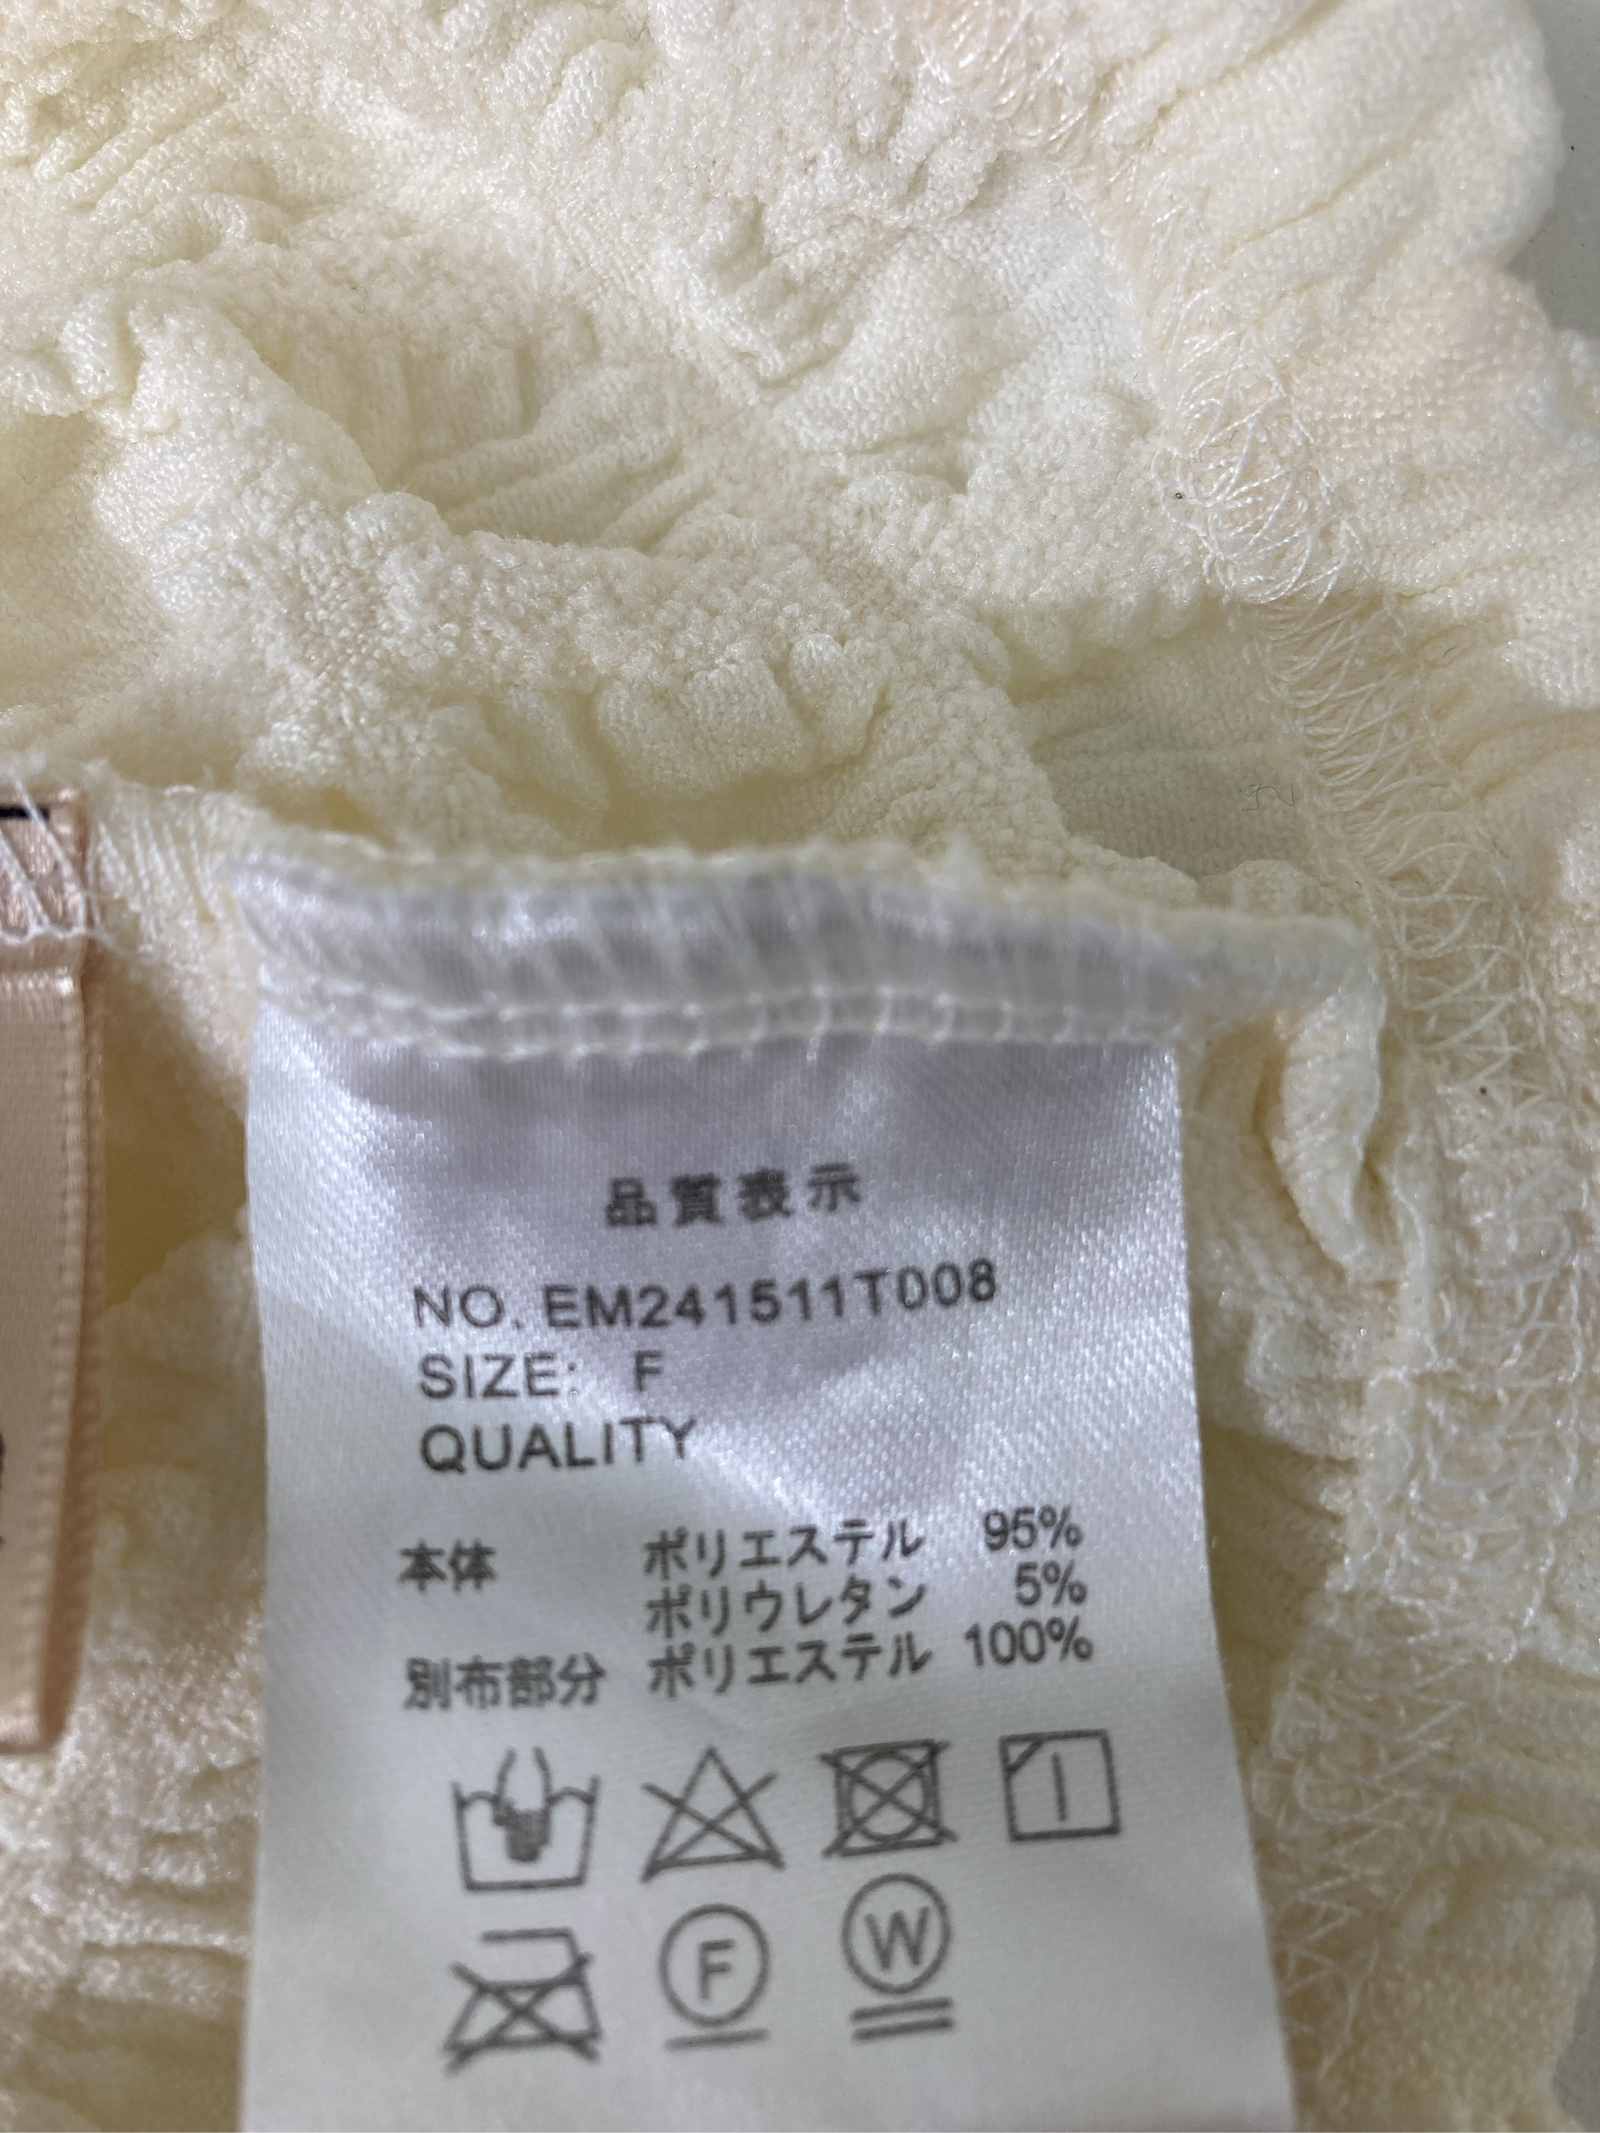 品質表示
NO. EM241511T008
SIZE: F
QUALITY
本体 ポリエステル 95%
ポリウレタン 5%
別布部分 ポリエステル 100%
F
W